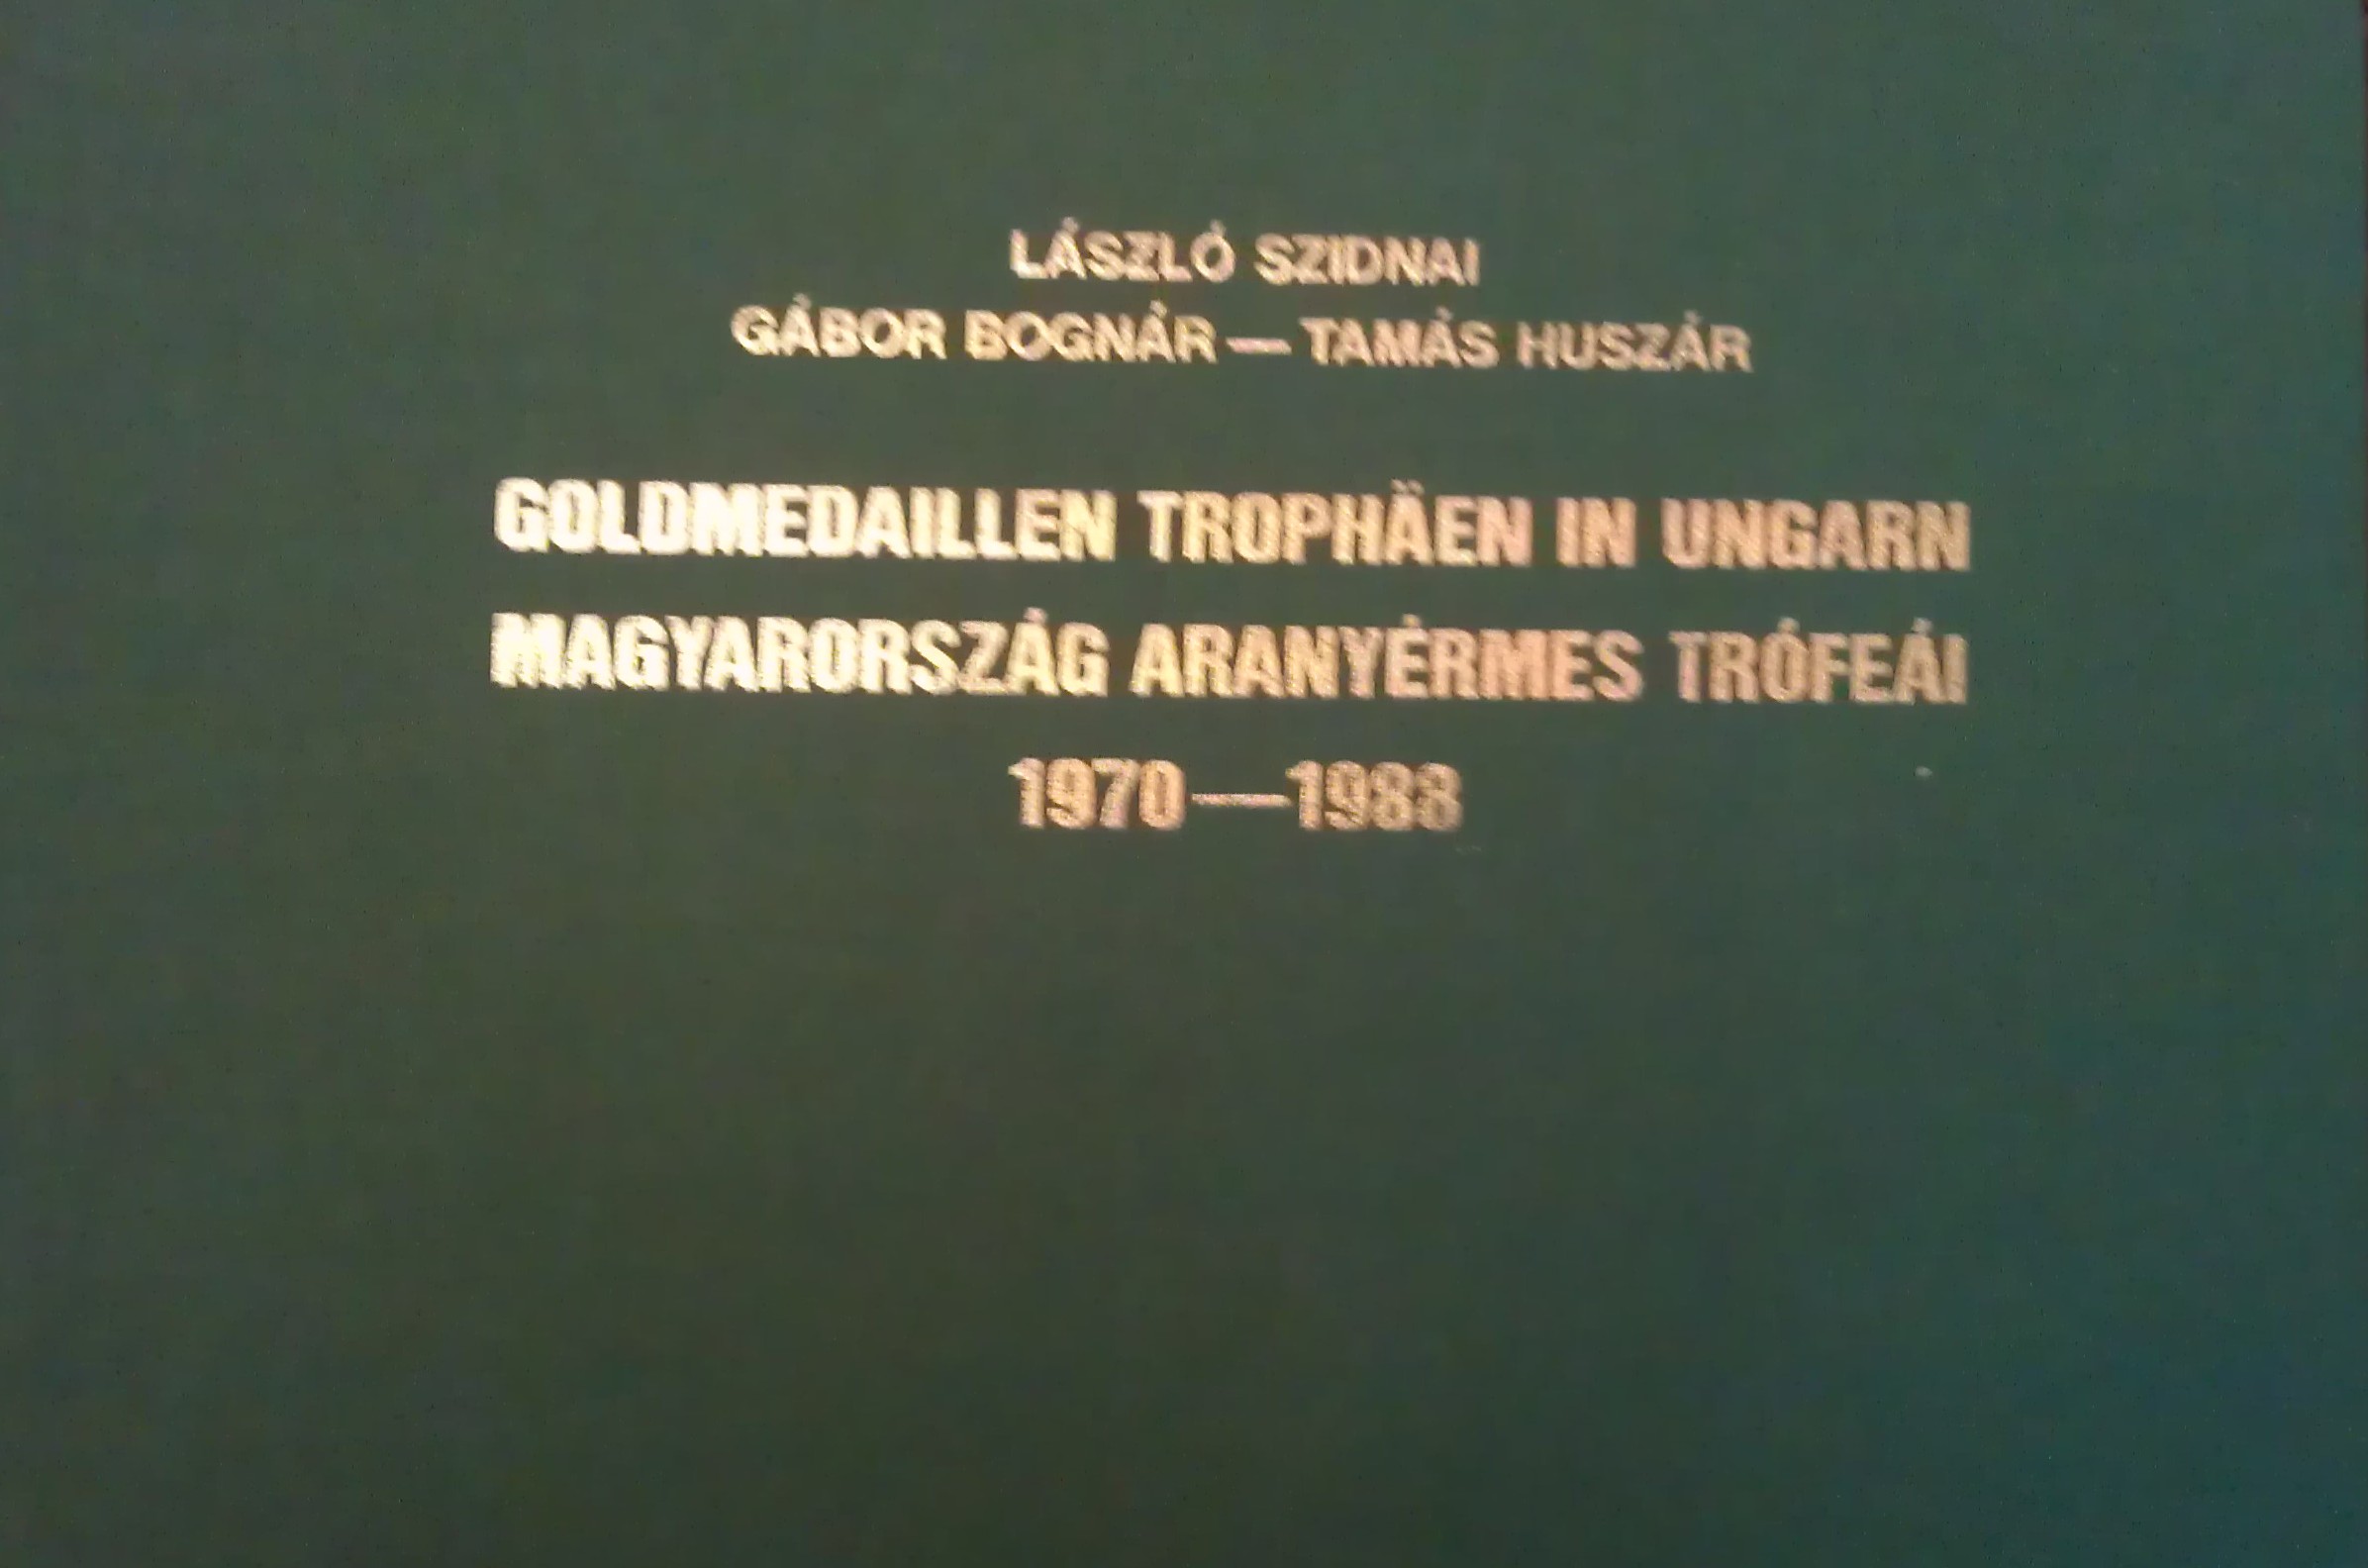 LÁSZLÓ SZIDNAI
GÁBOR BOGNÁR — TAMÁS HUSZÁR
GOLDMEDAILLEN TROPHÄEN IN UNGARN
MAGYARORSZÁG ARANYÉRMES TRÓFEÁI
1970—1988